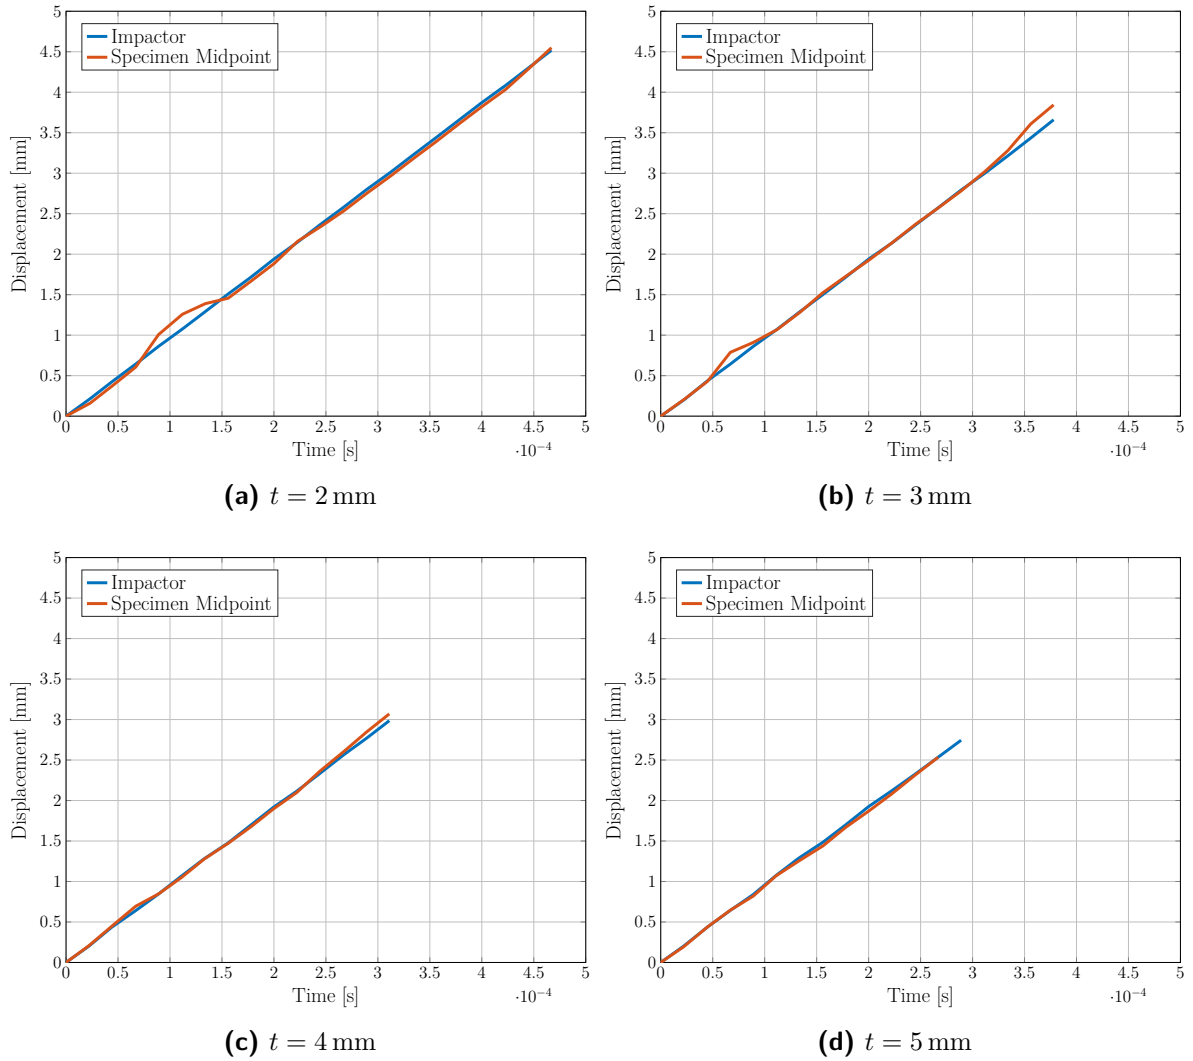 5
4.5
4
3.5
3
2.5
2
1.5
1
0.5
0
Displacement [mm]
Impactor
Specimen Midpoint
0 0.5 1 1.5 2 2.5 3 3.5 4 4.5 5
Time [s]
·10⁻⁴
(a) t = 2 mm
5
4.5
4
3.5
3
2.5
2
1.5
1
0.5
0
Displacement [mm]
Impactor
Specimen Midpoint
0 0.5 1 1.5 2 2.5 3 3.5 4 4.5 5
Time [s]
·10⁻⁴
(b) t = 3 mm
5
4.5
4
3.5
3
2.5
2
1.5
1
0.5
0
Displacement [mm]
Impactor
Specimen Midpoint
0 0.5 1 1.5 2 2.5 3 3.5 4 4.5 5
Time [s]
·10⁻⁴
(c) t = 4 mm
5
4.5
4
3.5
3
2.5
2
1.5
1
0.5
0
Displacement [mm]
Impactor
Specimen Midpoint
0 0.5 1 1.5 2 2.5 3 3.5 4 4.5 5
Time [s]
·10⁻⁴
(d) t = 5 mm